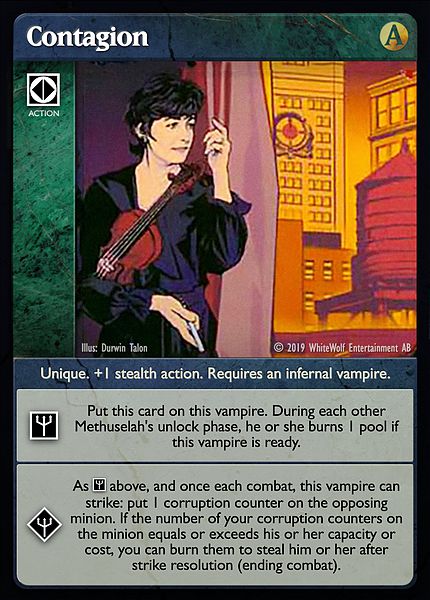 Contagion
A
ACTION
Illus: Durwin Talon
© 2019 WhiteWolf Entertainment AB
Unique. +1 stealth action. Requires an infernal vampire.
Put this card on this vampire. During each other
Methuselah's unlock phase, he or she burns 1 pool if
this vampire is ready.
As above, and once each combat, this vampire can
strike: put 1 corruption counter on the opposing
minion. If the number of your corruption counters on
the minion equals or exceeds his or her capacity or
cost, you can burn them to steal him or her after
strike resolution (ending combat).